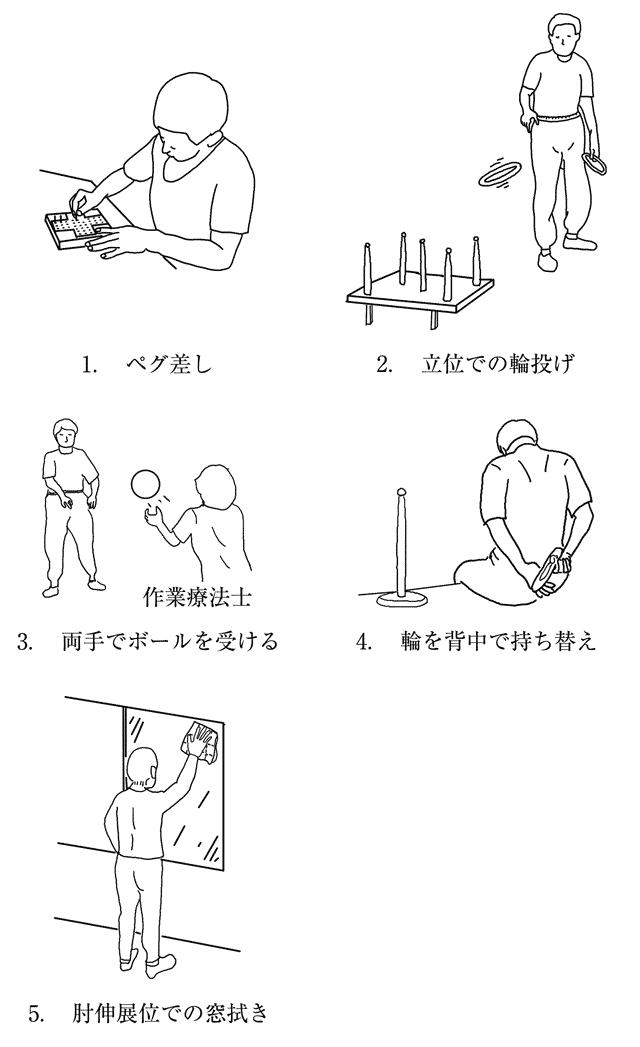 1. ペグ差し
2. 立位での輪投げ
作業療法士
3. 両手でボールを受ける
4. 輪を背中で持ち替え
5. 肘伸展位での窓拭き